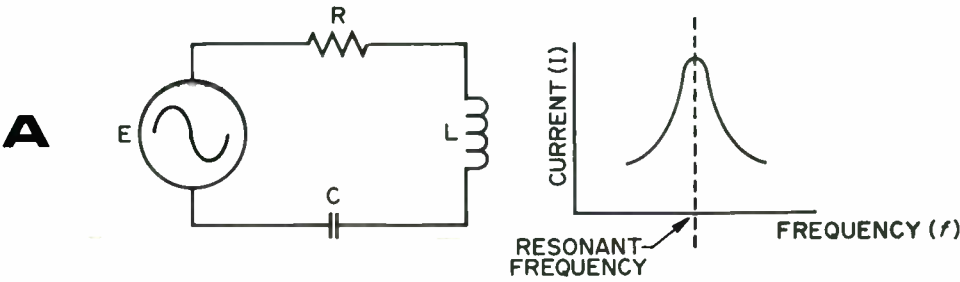 A
R
E
L
C
CURRENT (I)
RESONANT
FREQUENCY
FREQUENCY (f)